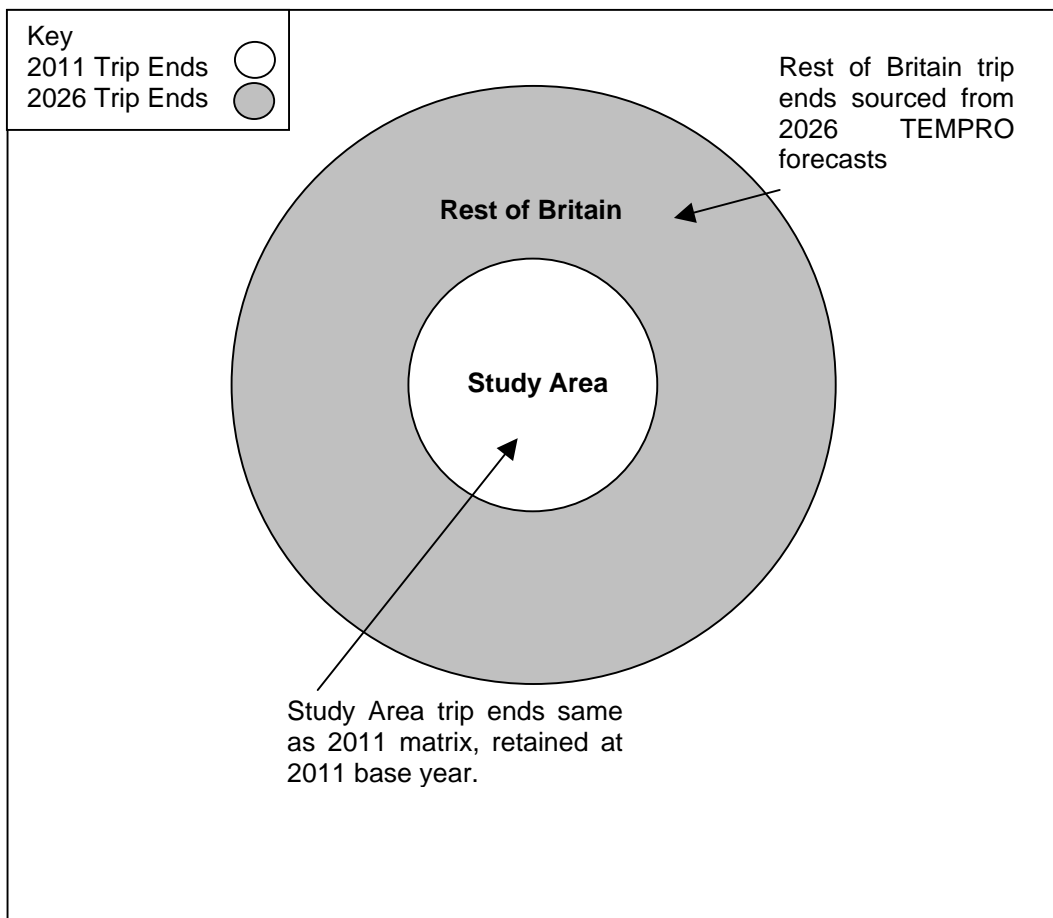 Key
2011 Trip Ends
2026 Trip Ends
Rest of Britain trip
ends sourced from
2026 TEMPRO
forecasts
Rest of Britain
Study Area
Study Area trip ends same
as 2011 matrix, retained at
2011 base year.